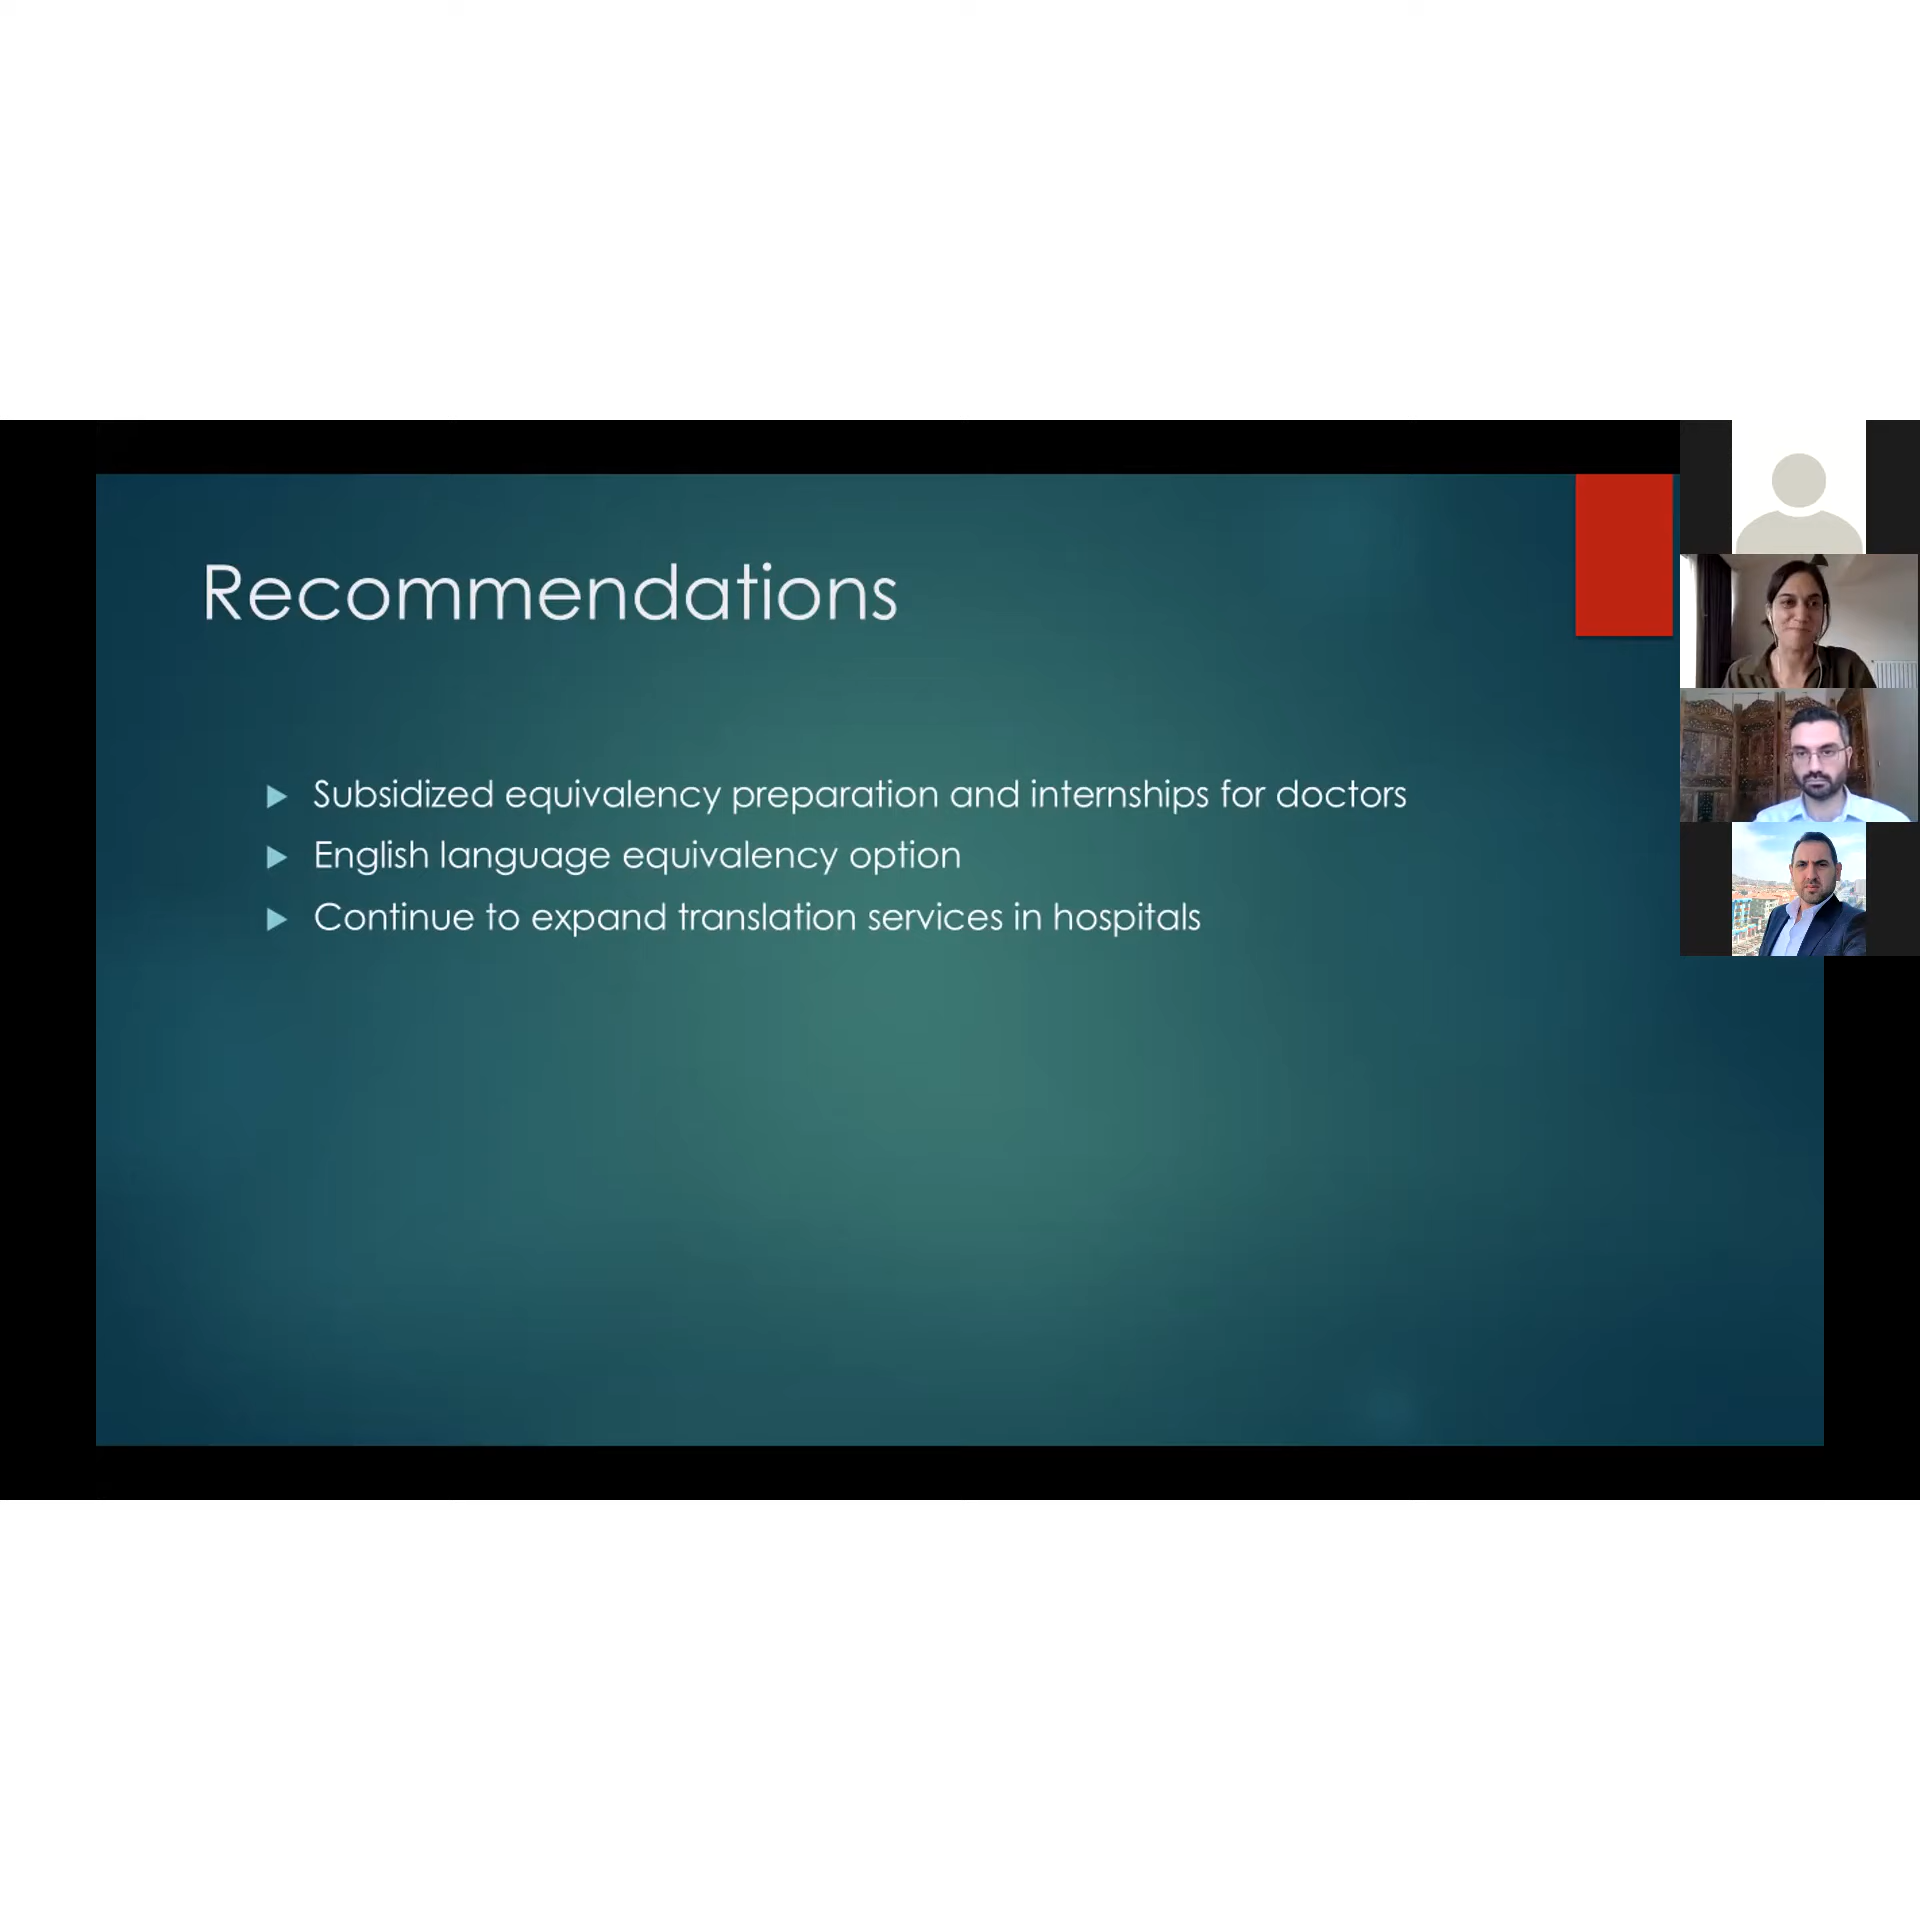 Recommendations
Subsidized equivalency preparation and internships for doctors
English language equivalency option
Continue to expand translation services in hospitals